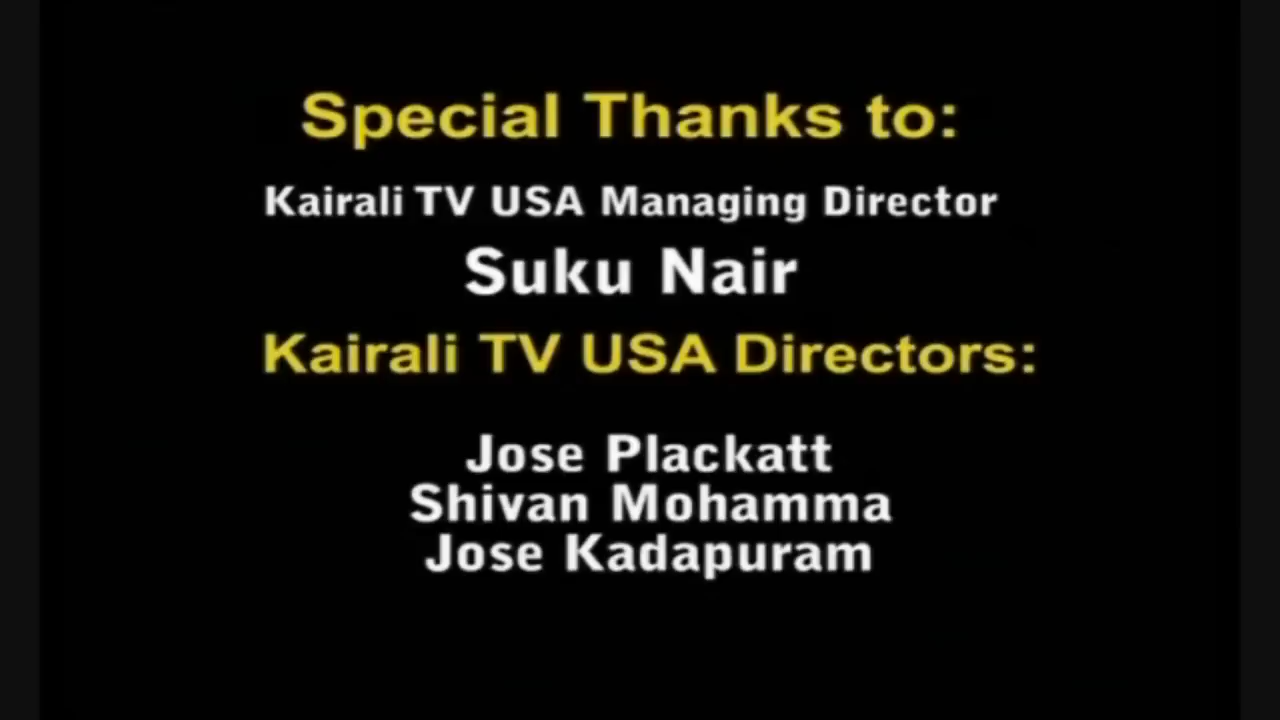 Special Thanks to:
Kairali TV USA Managing Director
Suku Nair
Kairali TV USA Directors:
Jose Plackatt
Shivan Mohamma
Jose Kadapuram